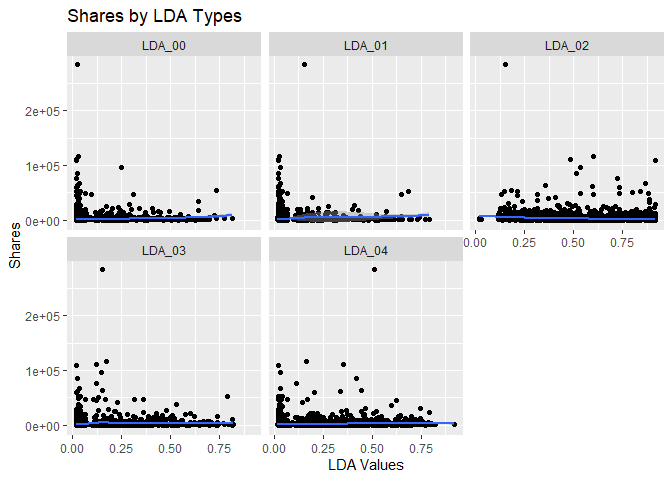 Shares by LDA Types
LDA_00 LDA_01 LDA_02
2e+05
1e+05
0e+00
0.00 0.25 0.50 0.75
Shares
LDA_03 LDA_04
2e+05
1e+05
0e+00
0.00 0.25 0.50 0.75 0.00 0.25 0.50 0.75
LDA Values